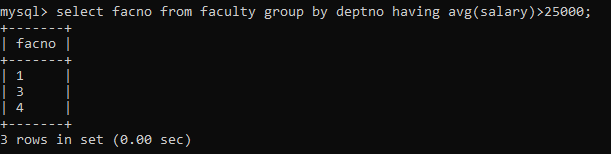 mysql> select facno from faculty group by deptno having avg(salary)>25000;
+-------+
| facno |
+-------+
| 1     |
| 3     |
| 4     |
+-------+
3 rows in set (0.00 sec)